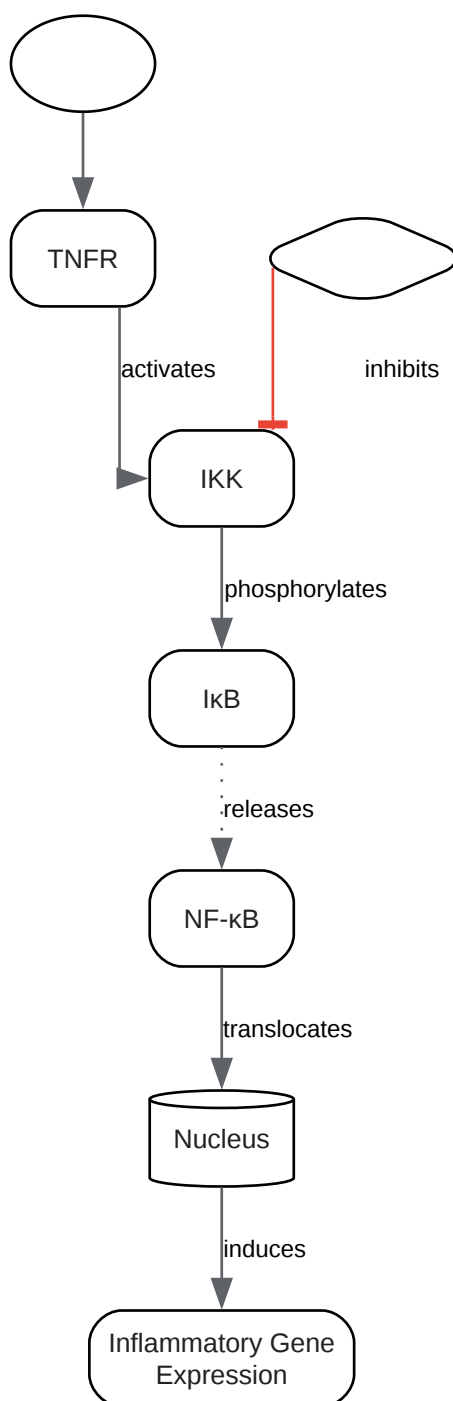 TNFR
activates
inhibits
IKK
phosphorylates
IκB
releases
NF-κB
translocates
Nucleus
induces
Inflammatory Gene
Expression